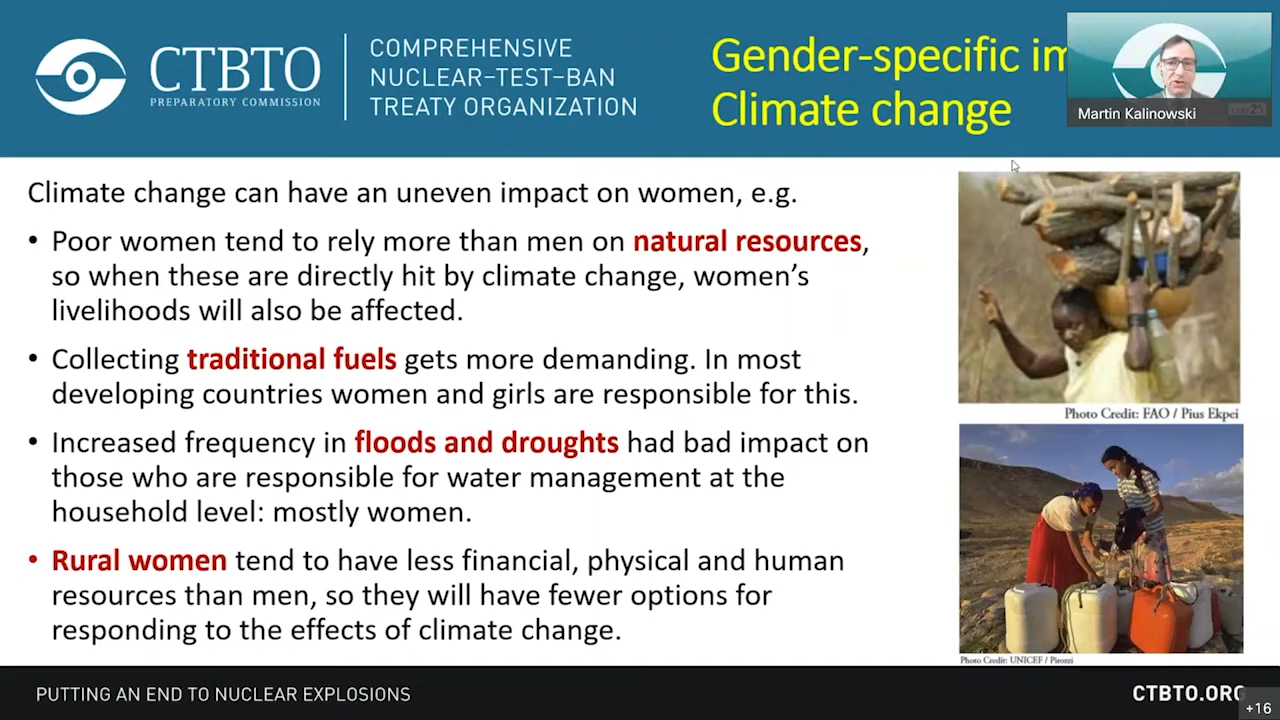 CTBTO
PREPARATORY COMMISSION
COMPREHENSIVE
NUCLEAR-TEST-BAN
TREATY ORGANIZATION
Gender-specific im
Climate change
Martin Kalinowski
Climate change can have an uneven impact on women, e.g.
• Poor women tend to rely more than men on natural resources,
so when these are directly hit by climate change, women's
livelihoods will also be affected.
• Collecting traditional fuels gets more demanding. In most
developing countries women and girls are responsible for this.
• Increased frequency in floods and droughts had bad impact on
those who are responsible for water management at the
household level: mostly women.
• Rural women tend to have less financial, physical and human
resources than men, so they will have fewer options for
responding to the effects of climate change.
Photo Credit: FAO / Pius Ekpei
Photo Credit: UNICEF / Pirozzi
PUTTING AN END TO NUCLEAR EXPLOSIONS
CTBTO.ORG
+16